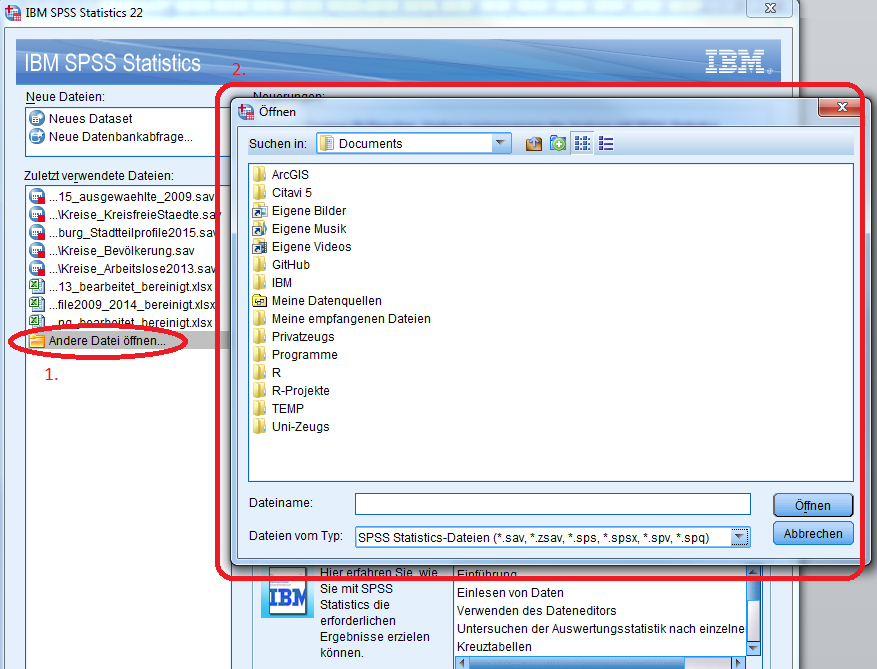 IBM SPSS Statistics 22
IBM SPSS Statistics
IBM
2.
Neue Dateien:
Neuerungen:
Neues Dataset
Neue Datenbankabfrage...
Zuletzt verwendete Dateien:
...15_ausgewaehlte_2009.sav
...\Kreise_KreisfreieStaedte.sav
...burg_Stadtteilprofile2015.sav
...\Kreise_Bevölkerung.sav
...\Kreise_Arbeitslose2013.sav
...13_bearbeitet_bereinigt.xlsx
...file2009_2014_bereinigt.xlsx
...ng_bearbeitet_bereinigt.xlsx
Andere Datei öffnen...
1.
Öffnen
Suchen in:
Documents
ArcGIS
Citavi 5
Eigene Bilder
Eigene Musik
Eigene Videos
GitHub
IBM
Meine Datenquellen
Meine empfangenen Dateien
Privatzeugs
Programme
R
R-Projekte
TEMP
Uni-Zeugs
Dateiname:
Öffnen
Dateien vom Typ:
SPSS Statistics-Dateien (*.sav, *.zsav, *.sps, *.spsx, *.spv, *.spq)
Abbrechen
IBM
Hier erfahren Sie, wie
Sie mit SPSS
Statistics die
erforderlichen
Ergebnisse erzielen
können.
Einführung
Einlesen von Daten
Verwenden des Dateneditors
Untersuchen der Auswertungsstatistik nach einzelne
Kreuztabellen